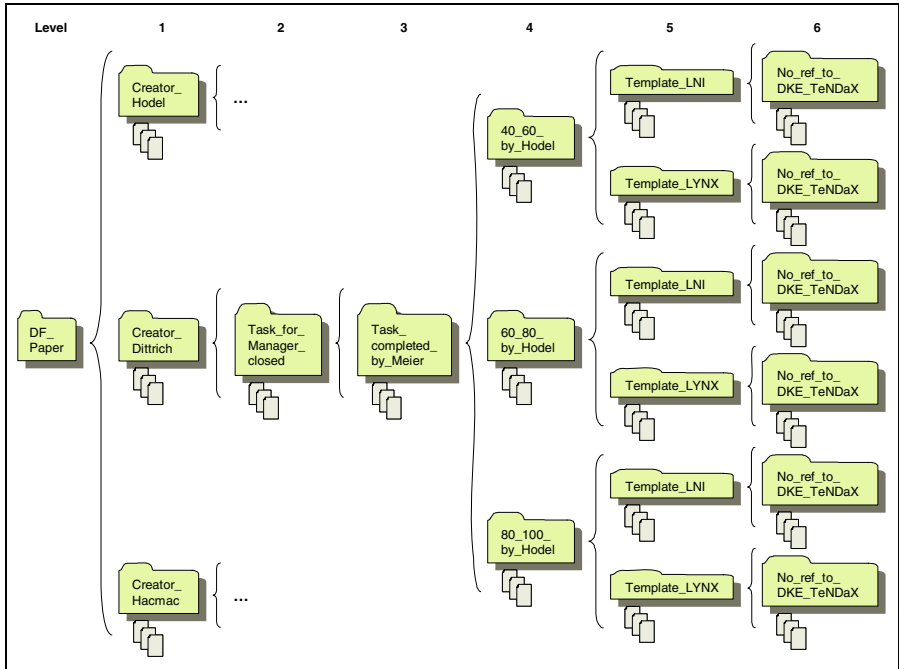 Level 1 2 3 4 5 6
DF_
Paper
Creator_
Hodel
...
Creator_
Dittrich
Creator_
Hacmac
...
Task_for_
Manager_
closed
Task_
completed_
by_Meier
40_60_
by_Hodel
60_80_
by_Hodel
80_100_
by_Hodel
Template_LNI
Template_LYNX
Template_LNI
Template_LYNX
Template_LNI
Template_LYNX
No_ref_to_
DKE_TeNDaX
No_ref_to_
DKE_TeNDaX
No_ref_to_
DKE_TeNDaX
No_ref_to_
DKE_TeNDaX
No_ref_to_
DKE_TeNDaX
No_ref_to_
DKE_TeNDaX